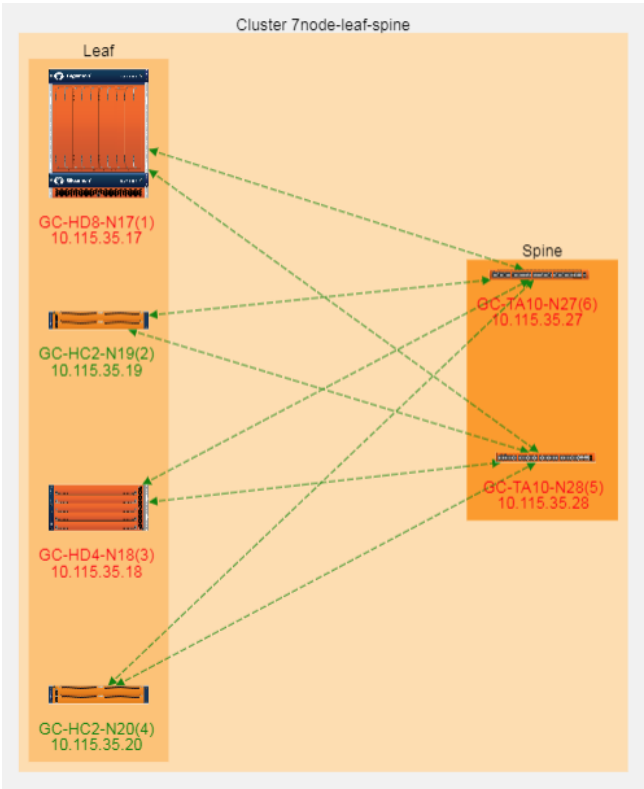 Cluster 7node-leaf-spine
Leaf
GC-HD8-N17(1)
10.115.35.17
GC-HC2-N19(2)
10.115.35.19
GC-HD4-N18(3)
10.115.35.18
GC-HC2-N20(4)
10.115.35.20
Spine
GC-TA10-N27(6)
10.115.35.27
GC-TA10-N28(5)
10.115.35.28